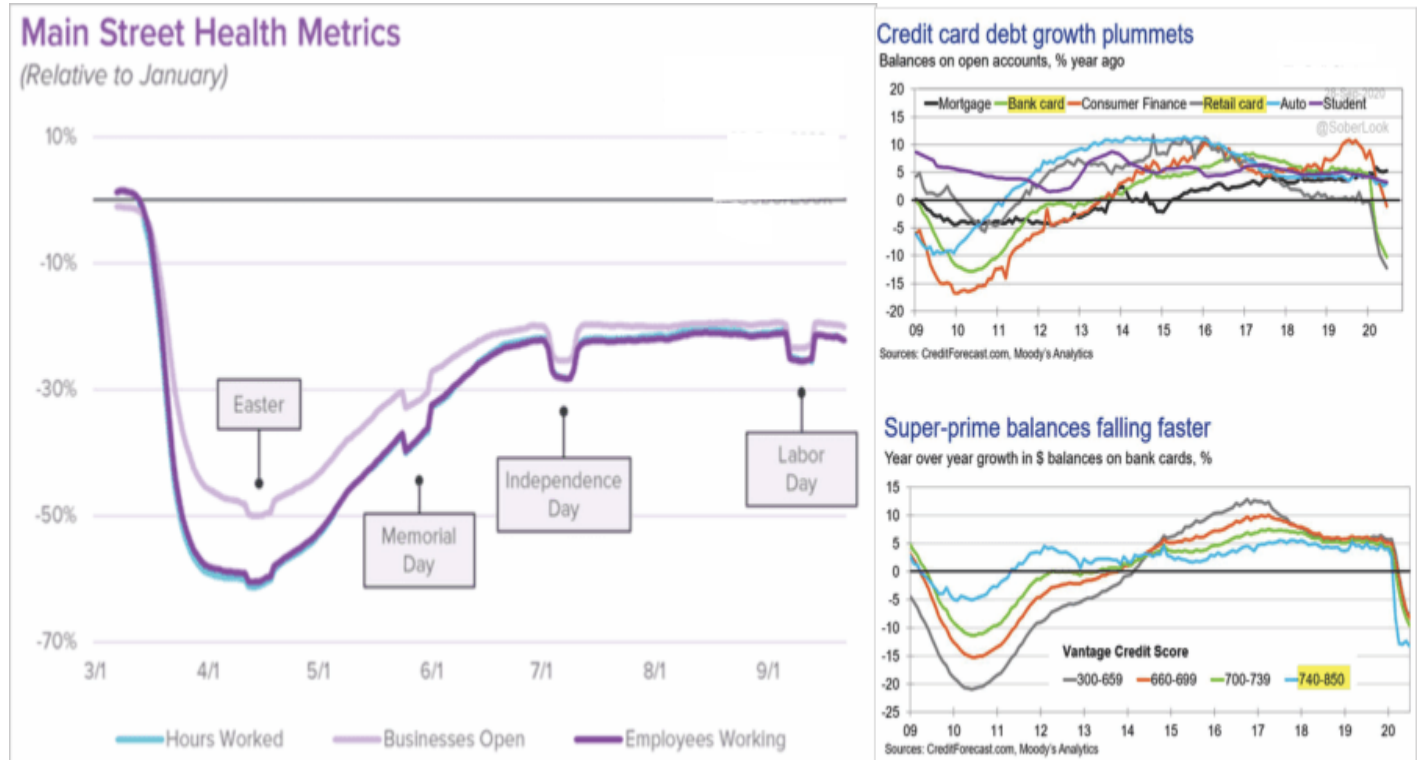 Main Street Health Metrics
(Relative to January)
10%
0%
-10%
-30%
-50%
-70%
3/1 4/1 5/1 6/1 7/1 8/1 9/1
Easter
Memorial
Day
Independence
Day
Labor
Day
Hours Worked Businesses Open Employees Working
Credit card debt growth plummets
Balances on open accounts, % year ago
28-Sep-2020
Mortgage Bank card Consumer Finance Retail card Auto Student
@SoberLook
20
15
10
5
0
-5
-10
-15
-20
09 10 11 12 13 14 15 16 17 18 19 20
Sources: CreditForecast.com, Moody's Analytics
Super-prime balances falling faster
Year over year growth in $ balances on bank cards, %
15
10
5
0
-5
-10
-15
-20
-25
Vantage Credit Score
300-659 660-699 700-739 740-850
09 10 11 12 13 14 15 16 17 18 19 20
Sources: CreditForecast.com, Moody's Analytics